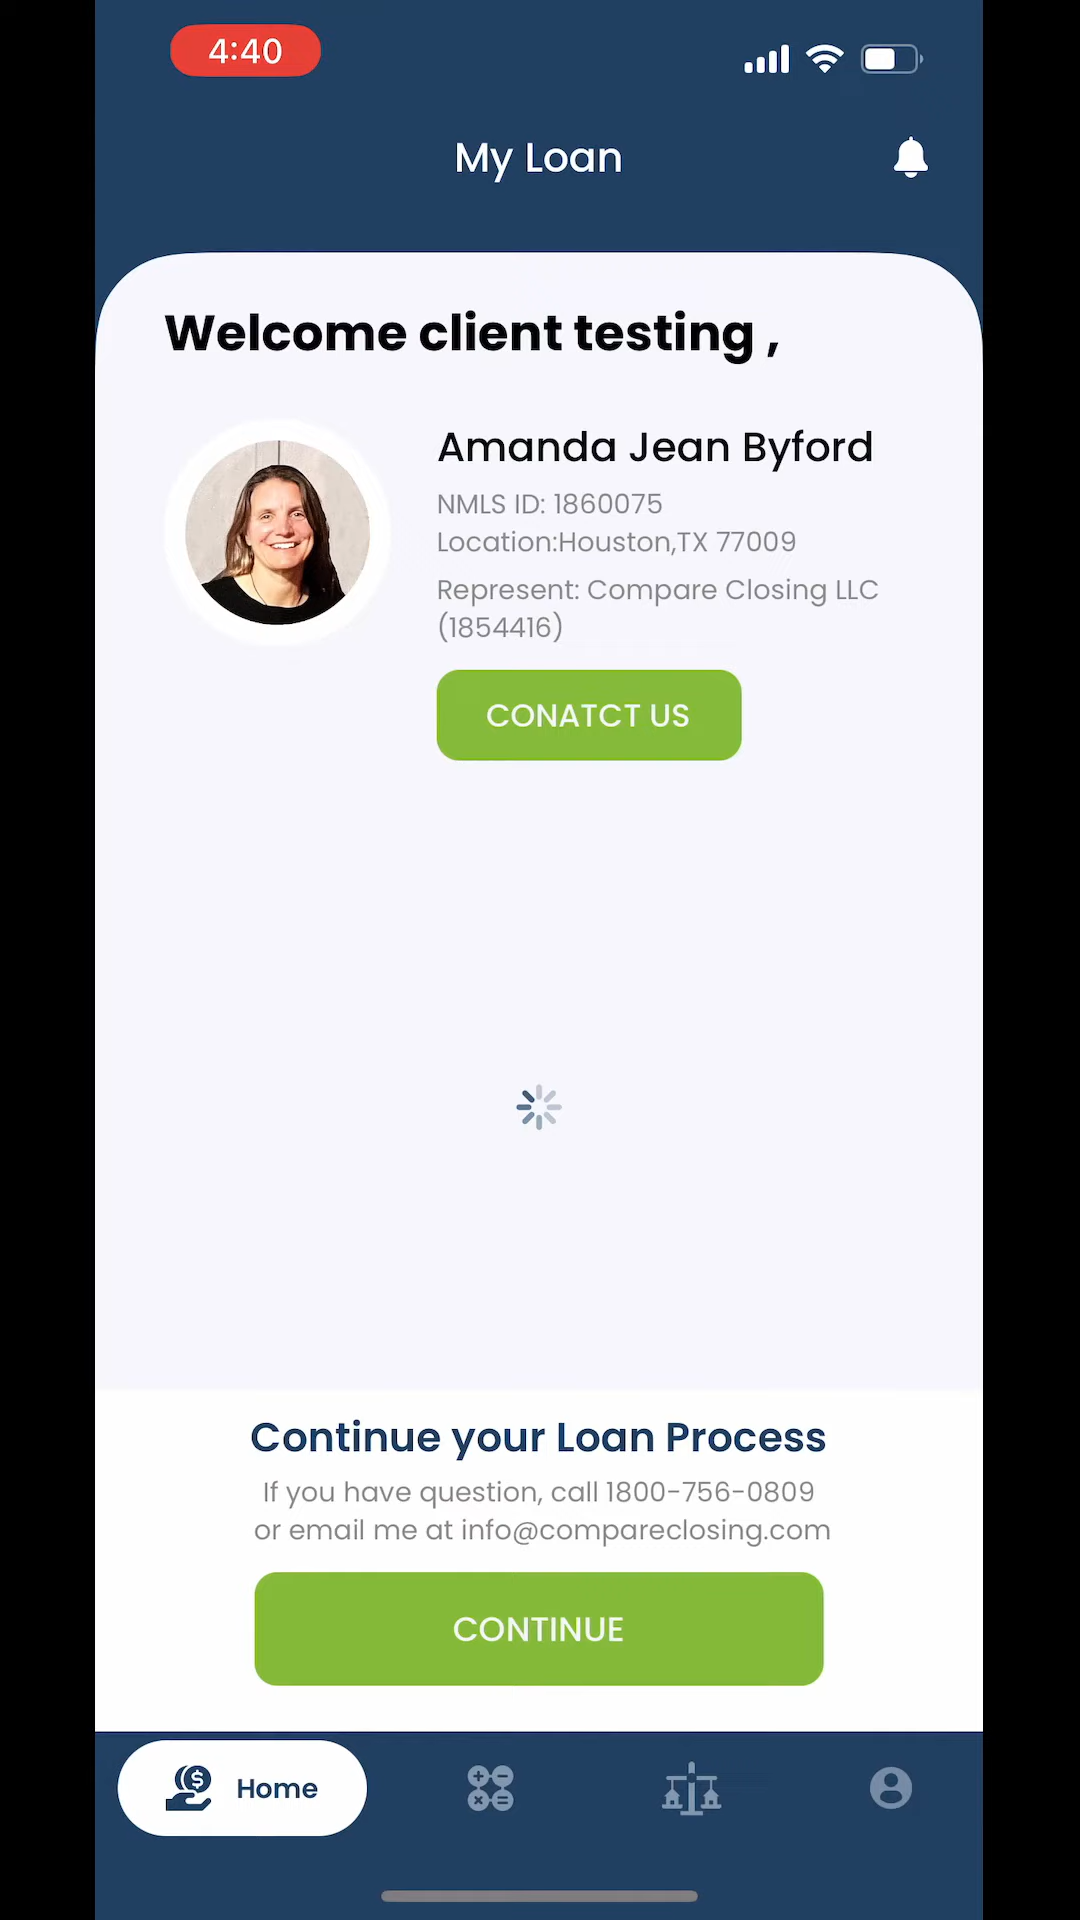 4:40
My Loan
Welcome client testing ,
Amanda Jean Byford
NMLS ID: 1860075
Location:Houston,TX 77009
Represent: Compare Closing LLC
(1854416)
CONATCT US
Continue your Loan Process
If you have question, call 1800-756-0809
or email me at info@compareclosing.com
CONTINUE
Home